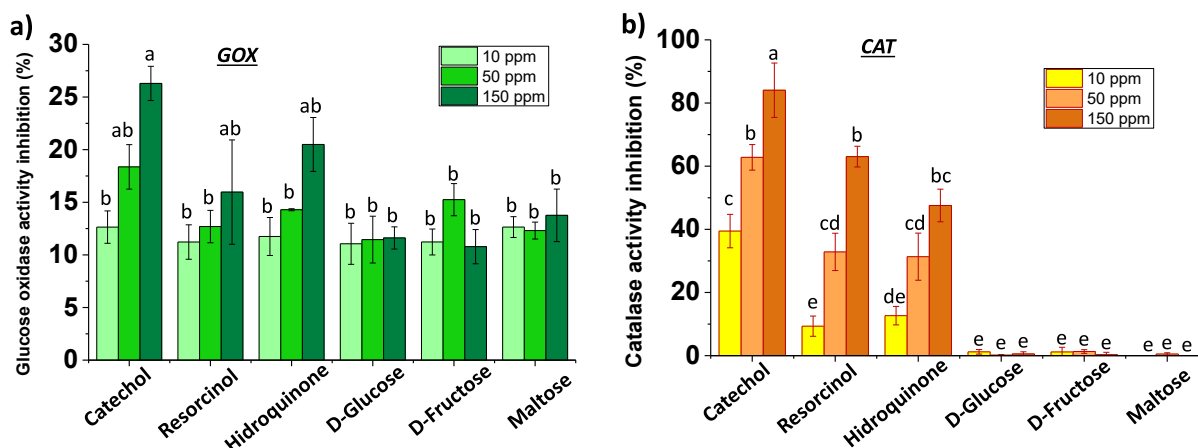 a)
GOX
10 ppm
50 ppm
150 ppm
Glucose oxidase activity inhibition (%)
30
25
20
15
10
5
0
b ab a
b b ab
b b ab
b b b
b b b
b b b
Catechol
Resorcinol
Hidroquinone
D-Glucose
D-Fructose
Maltose
b)
CAT
10 ppm
50 ppm
150 ppm
Catalase activity inhibition (%)
100
80
60
40
20
0
c b a
e cd b
de cd bc
e e e
e e e
e e e
Catechol
Resorcinol
Hidroquinone
D-Glucose
D-Fructose
Maltose